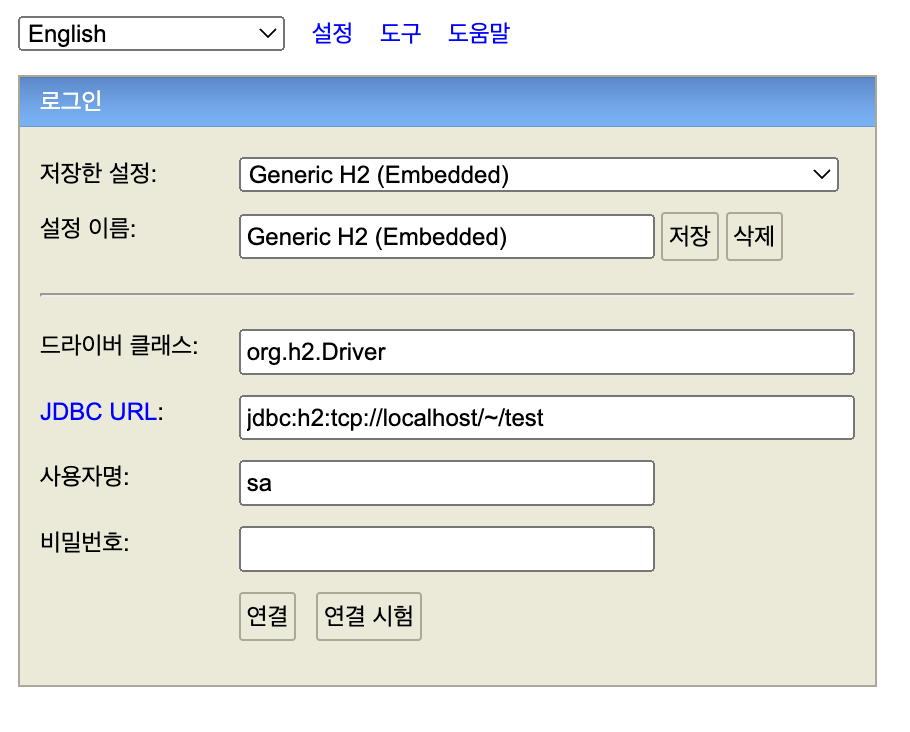 English 설정 도구 도움말
로그인
저장한 설정: Generic H2 (Embedded)
설정 이름: Generic H2 (Embedded) 저장 삭제
드라이버 클래스: org.h2.Driver
JDBC URL: jdbc:h2:tcp://localhost/~/test
사용자명: sa
비밀번호:
연결 연결 시험